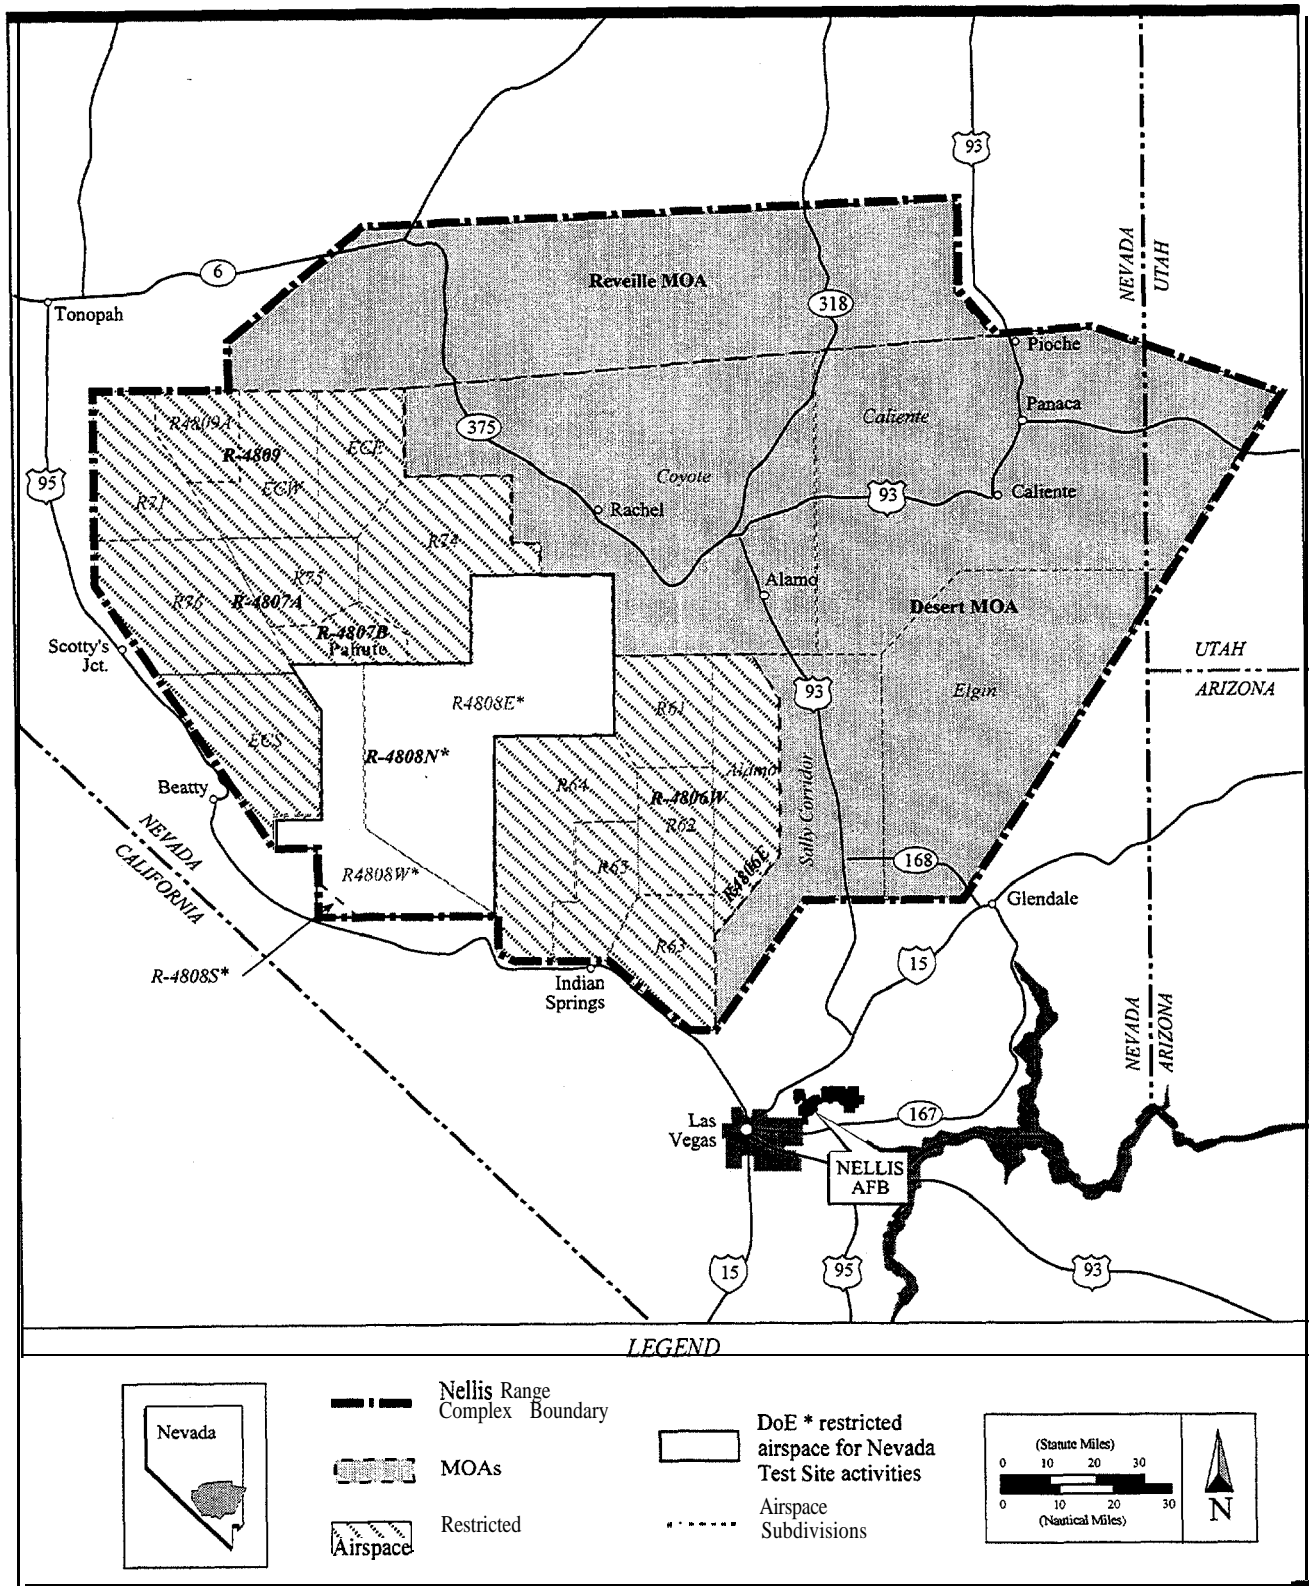 93
NEVADA
UTAH
6
Reveille MOA
318
Tonopah
Pioche
Panaca
Caliente
R4809A
R-4809
ECE
375
95
ECW
R71
Coyote
93
Caliente
Rachel
R74
R75
Alamo
R76
R-4807A
Desert MOA
R-4807B
Pahute
Scotty's
Jct.
UTAH
ARIZONA
R4808E*
R61
93
Elgin
ECS
R-4808N*
R64
Alamo
R-4806W
R62
Sally Corridor
Beatty
NEVADA
CALIFORNIA
R4808W*
R65
R4806E
168
Glendale
R63
15
R-4808S*
Indian
Springs
NEVADA
ARIZONA
Las
Vegas
167
NELLIS
AFB
15
95
93
LEGEND
Nevada
Nellis Range
Complex Boundary
MOAs
Restricted
Airspace
DoE * restricted
airspace for Nevada
Test Site activities
Airspace
Subdivisions
(Statute Miles)
0 10 20 30
0 10 20 30
(Nautical Miles)
N